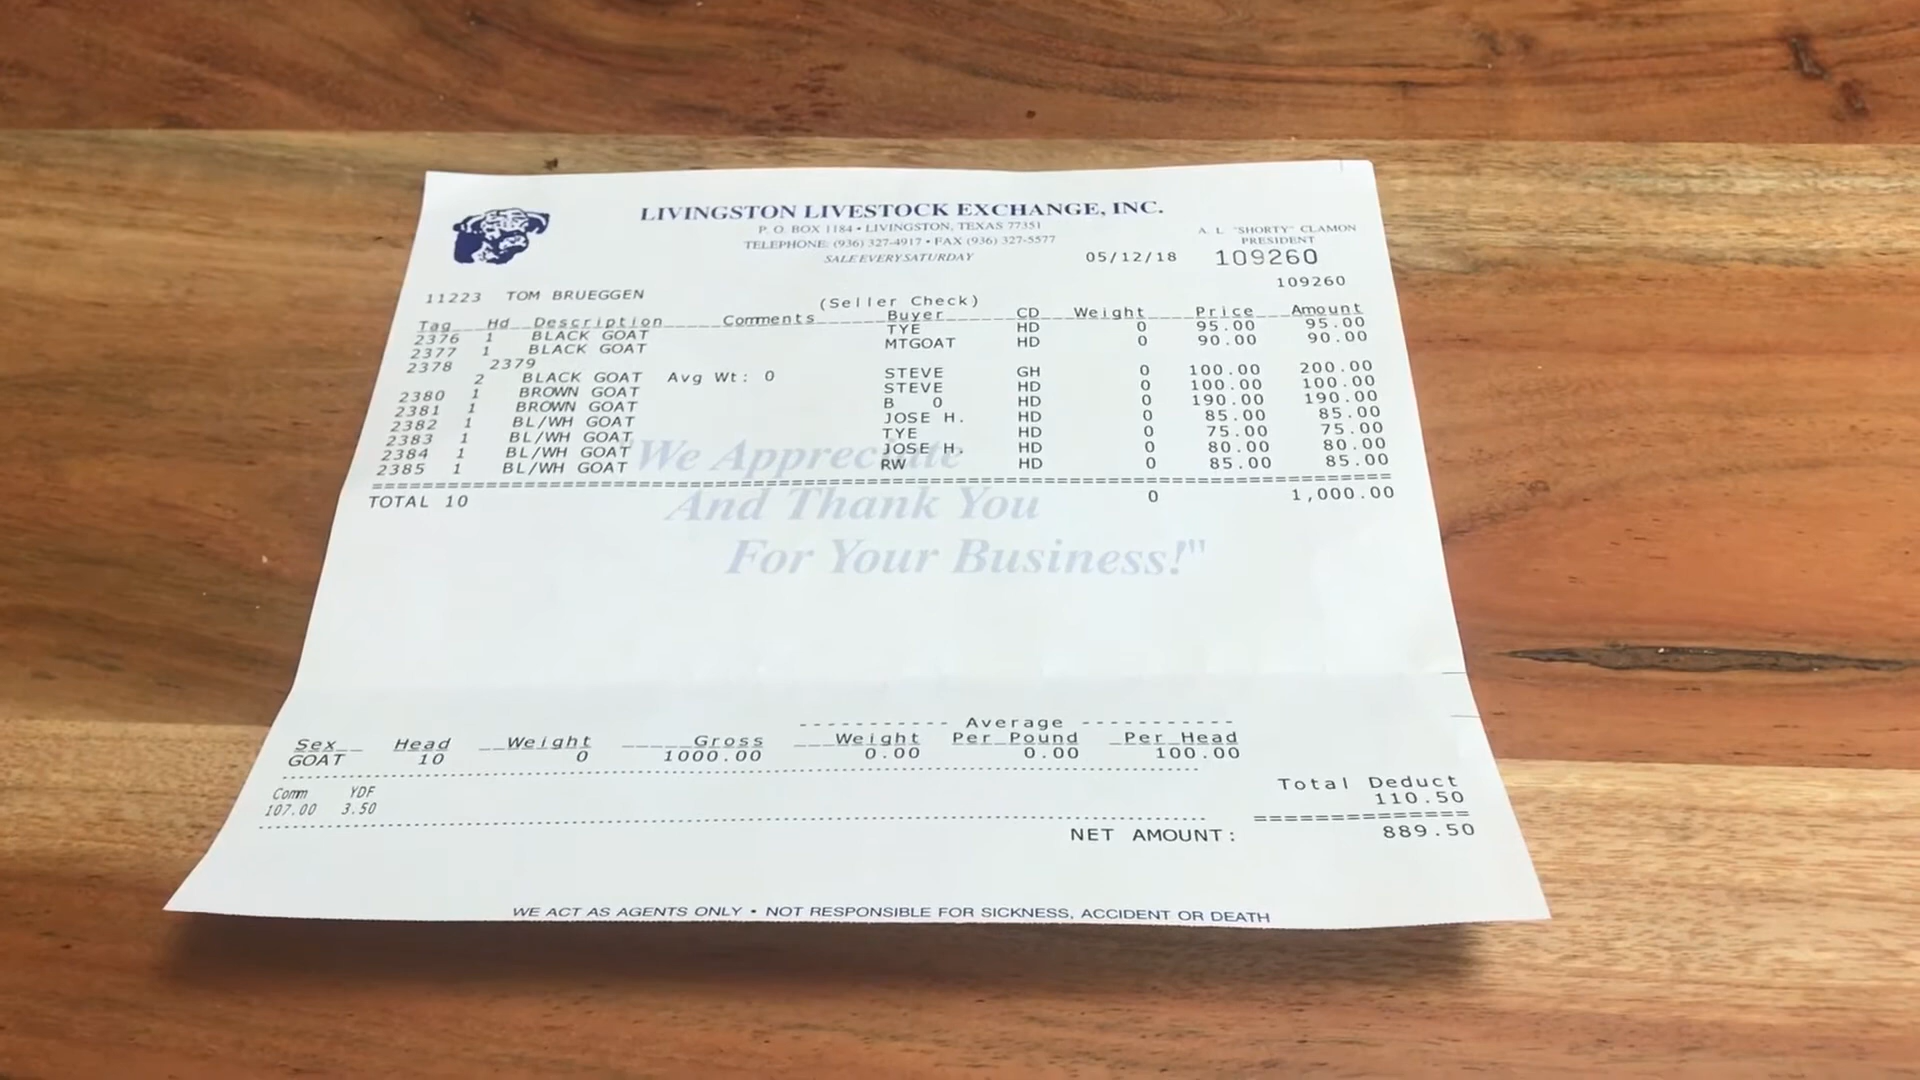 LIVINGSTON LIVESTOCK EXCHANGE, INC.
P. O. BOX 1184 • LIVINGSTON, TEXAS 77351
TELEPHONE: (936) 327-4917 • FAX (936) 327-5577
SALE EVERY SATURDAY
A. L. "SHORTY" CLAMON
PRESIDENT
05/12/18 109260
109260
11223 TOM BRUEGGEN
(Seller Check)
Tag Hd Description Comments Buyer CD Weight Price Amount
2376 1 BLACK GOAT TYE HD 0 95.00 95.00
2377 1 BLACK GOAT MTGOAT HD 0 90.00 90.00
2378 2379
2 BLACK GOAT Avg Wt: 0 STEVE GH 0 100.00 200.00
2380 1 BROWN GOAT STEVE HD 0 100.00 100.00
2381 1 BROWN GOAT B 0 HD 0 190.00 190.00
2382 1 BL/WH GOAT JOSE H. HD 0 85.00 85.00
2383 1 BL/WH GOAT TYE HD 0 75.00 75.00
2384 1 BL/WH GOAT JOSE H. HD 0 80.00 80.00
2385 1 BL/WH GOAT RW HD 0 85.00 85.00
TOTAL 10 0 1,000.00
"We Appreciate
And Thank You
For Your Business!"
Average
Sex Head Weight Gross Weight Per Pound Per Head
GOAT 10 0 1000.00 0.00 0.00 100.00
Comm YDF
107.00 3.50
Total Deduct
110.50
NET AMOUNT: 889.50
WE ACT AS AGENTS ONLY • NOT RESPONSIBLE FOR SICKNESS, ACCIDENT OR DEATH